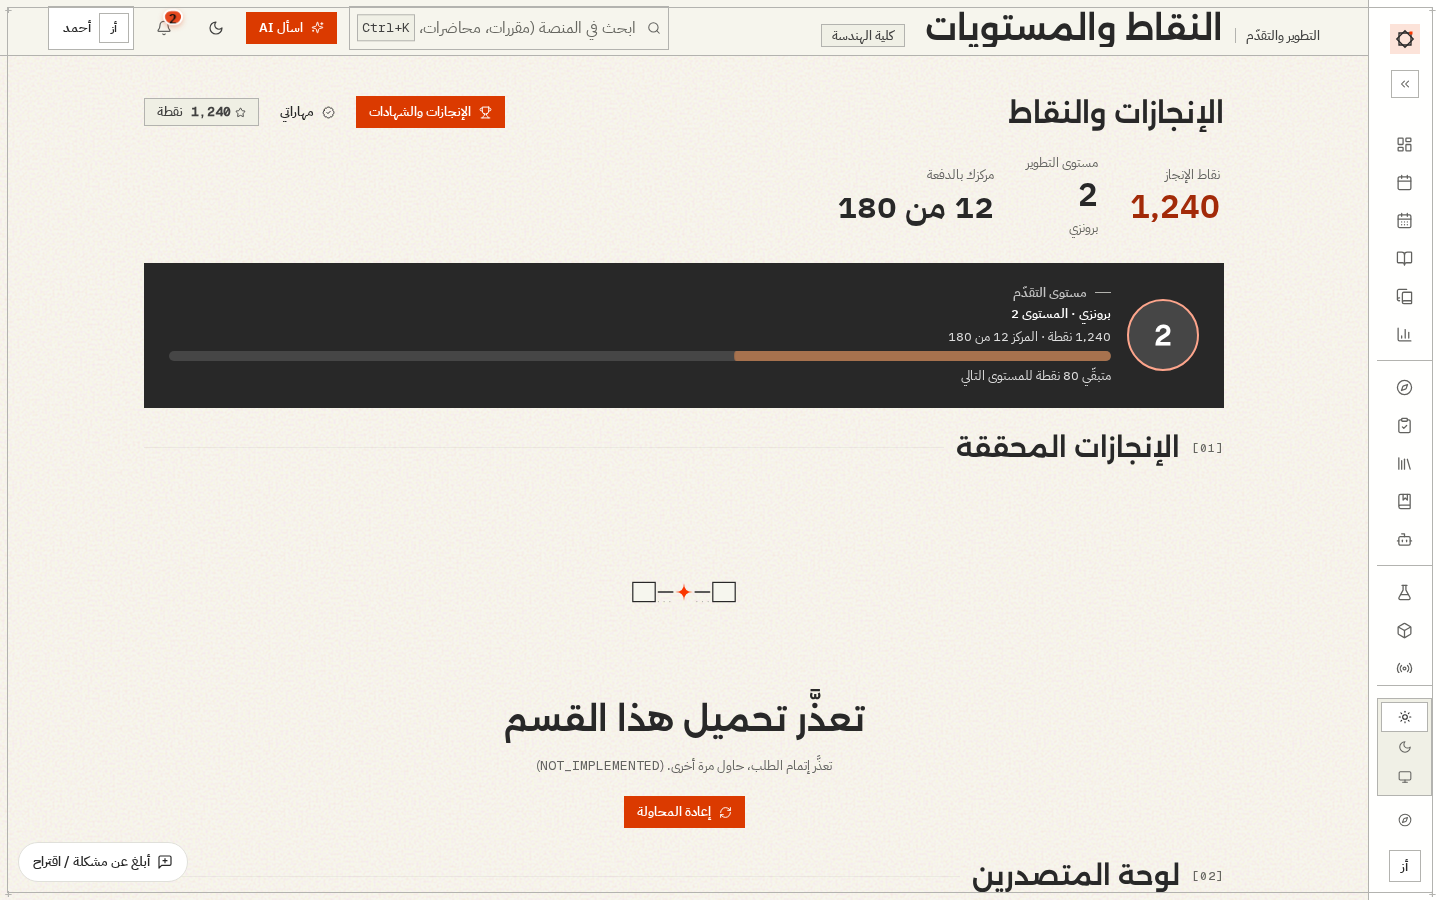 التطوير والتقدّم
النقاط والمستويات
كلية الهندسة
ابحث في المنصة (مقررات، محاضرات،
Ctrl+K
اسأل AI
2
أز
أحمد
الإنجازات والنقاط
الإنجازات والشهادات
مهاراتي
1,240 نقطة
نقاط الإنجاز
1,240
مستوى التطوير
2
برونزي
مركزك بالدفعة
12 من 180
2
مستوى التقدّم
برونزي · المستوى 2
1,240 نقطة · المركز 12 من 180
متبقّي 80 نقطة للمستوى التالي
[01]
الإنجازات المحققة
تعذَّر تحميل هذا القسم
تعذَّر إتمام الطلب، حاول مرة أخرى. (NOT_IMPLEMENTED)
إعادة المحاولة
[02]
لوحة المتصدرين
أبلغ عن مشكلة / اقتراح
أز